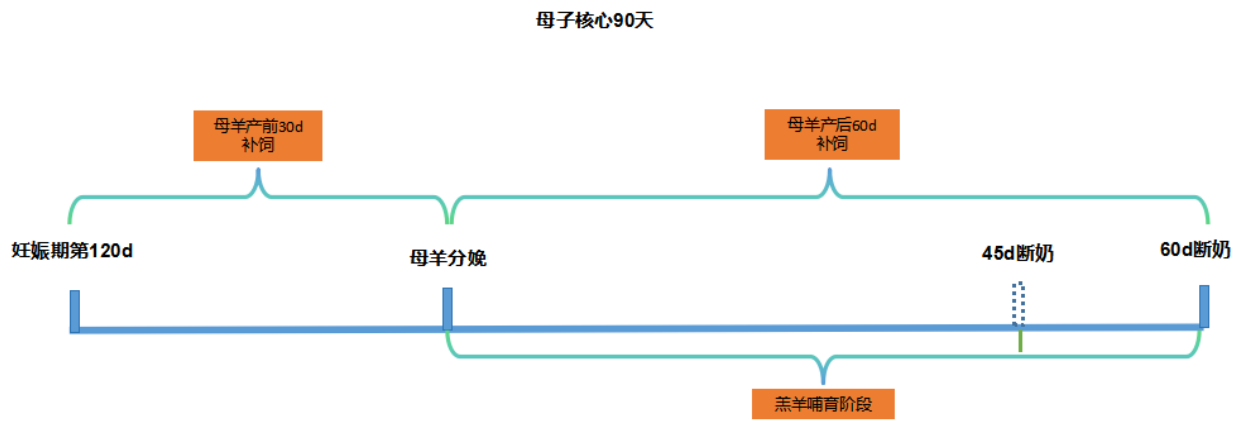 母子核心90天
母羊产前30d
补饲
母羊产后60d
补饲
妊娠期第120d
母羊分娩
45d断奶
60d断奶
羔羊哺育阶段